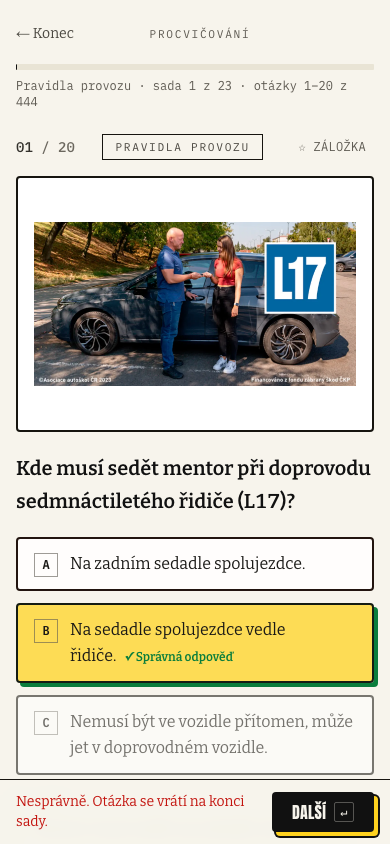 ← Konec
PROCVIČOVÁNÍ
Pravidla provozu · sada 1 z 23 · otázky 1–20 z
444
01 / 20
PRAVIDLA PROVOZU
☆ ZÁLOŽKA
L17
©Asociace autoškol ČR 2023
Financováno z fondu zábrany škod ČKP
Kde musí sedět mentor při doprovodu
sedmnáctiletého řidiče (L17)?
A Na zadním sedadle spolujezdce.
B Na sedadle spolujezdce vedle
řidiče. ✓Správná odpověď
C Nemusí být ve vozidle přítomen, může
jet v doprovodném vozidle.
Nesprávně. Otázka se vrátí na konci
sady.
DALŠÍ ↵